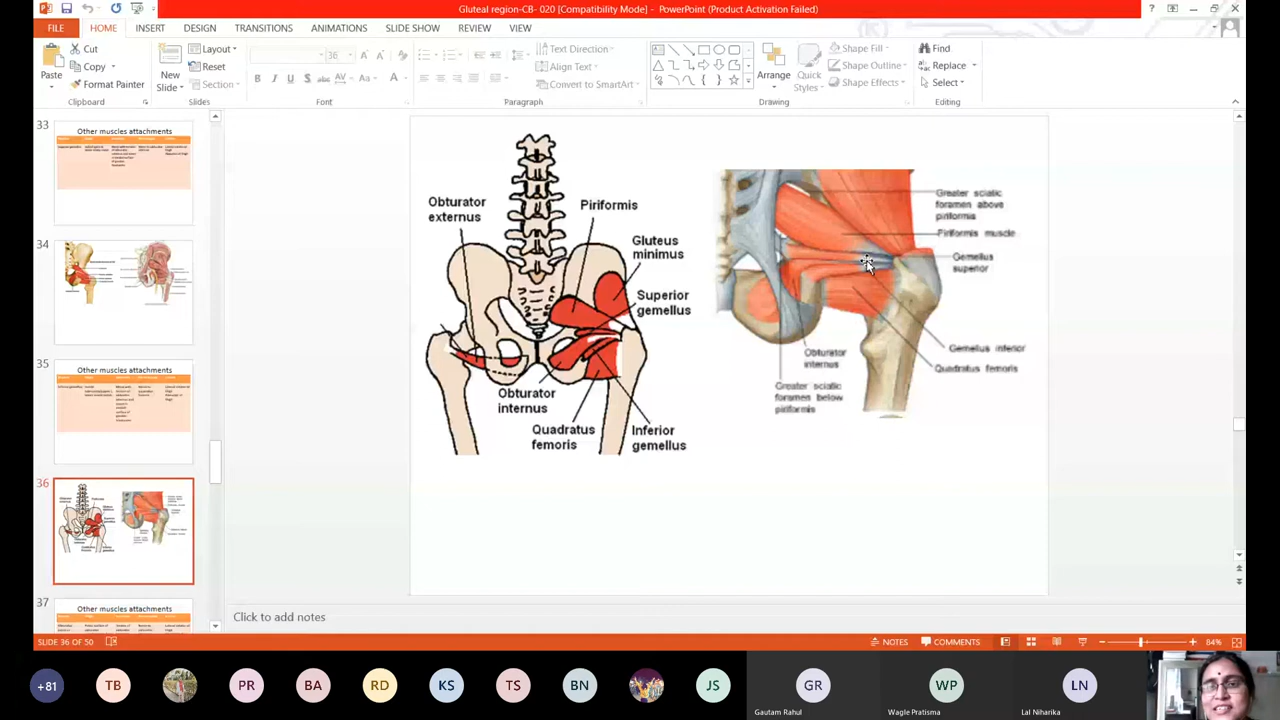 Gluteal region-CB- 020 [Compatibility Mode] - PowerPoint (Product Activation Failed)
FILE HOME INSERT DESIGN TRANSITIONS ANIMATIONS SLIDE SHOW REVIEW VIEW
Paste
Cut
Copy
Format Painter
Clipboard
New
Slide
Layout
Reset
Section
Slides
36
Font
Text Direction
Align Text
Convert to SmartArt
Paragraph
Arrange
Quick
Styles
Shape Fill
Shape Outline
Shape Effects
Drawing
Find
Replace
Select
Editing
33
Other muscles attachments
34
35
Other muscles attachments
36
37
Other muscles attachments
Obturator
externus
Piriformis
Gluteus
minimus
Superior
gemellus
Obturator
internus
Quadratus
femoris
Inferior
gemellus
Greater sciatic
foramen above
piriformis
Piriformis muscle
Gemellus
superior
Gemellus inferior
Quadratus femoris
Obturator
internus
Greater sciatic
foramen below
piriformis
Click to add notes
SLIDE 36 OF 50
NOTES COMMENTS 84%
+81 TB PR BA RD KS TS BN JS GR WP LN
Gautam Rahul Wagle Pratisma Lal Niharika